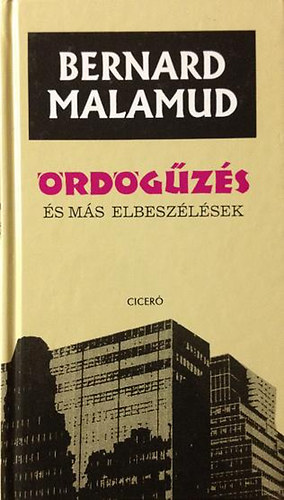 BERNARD
MALAMUD
ÖRDÖGŰZÉS
ÉS MÁS ELBESZÉLÉSEK
CICERÓ